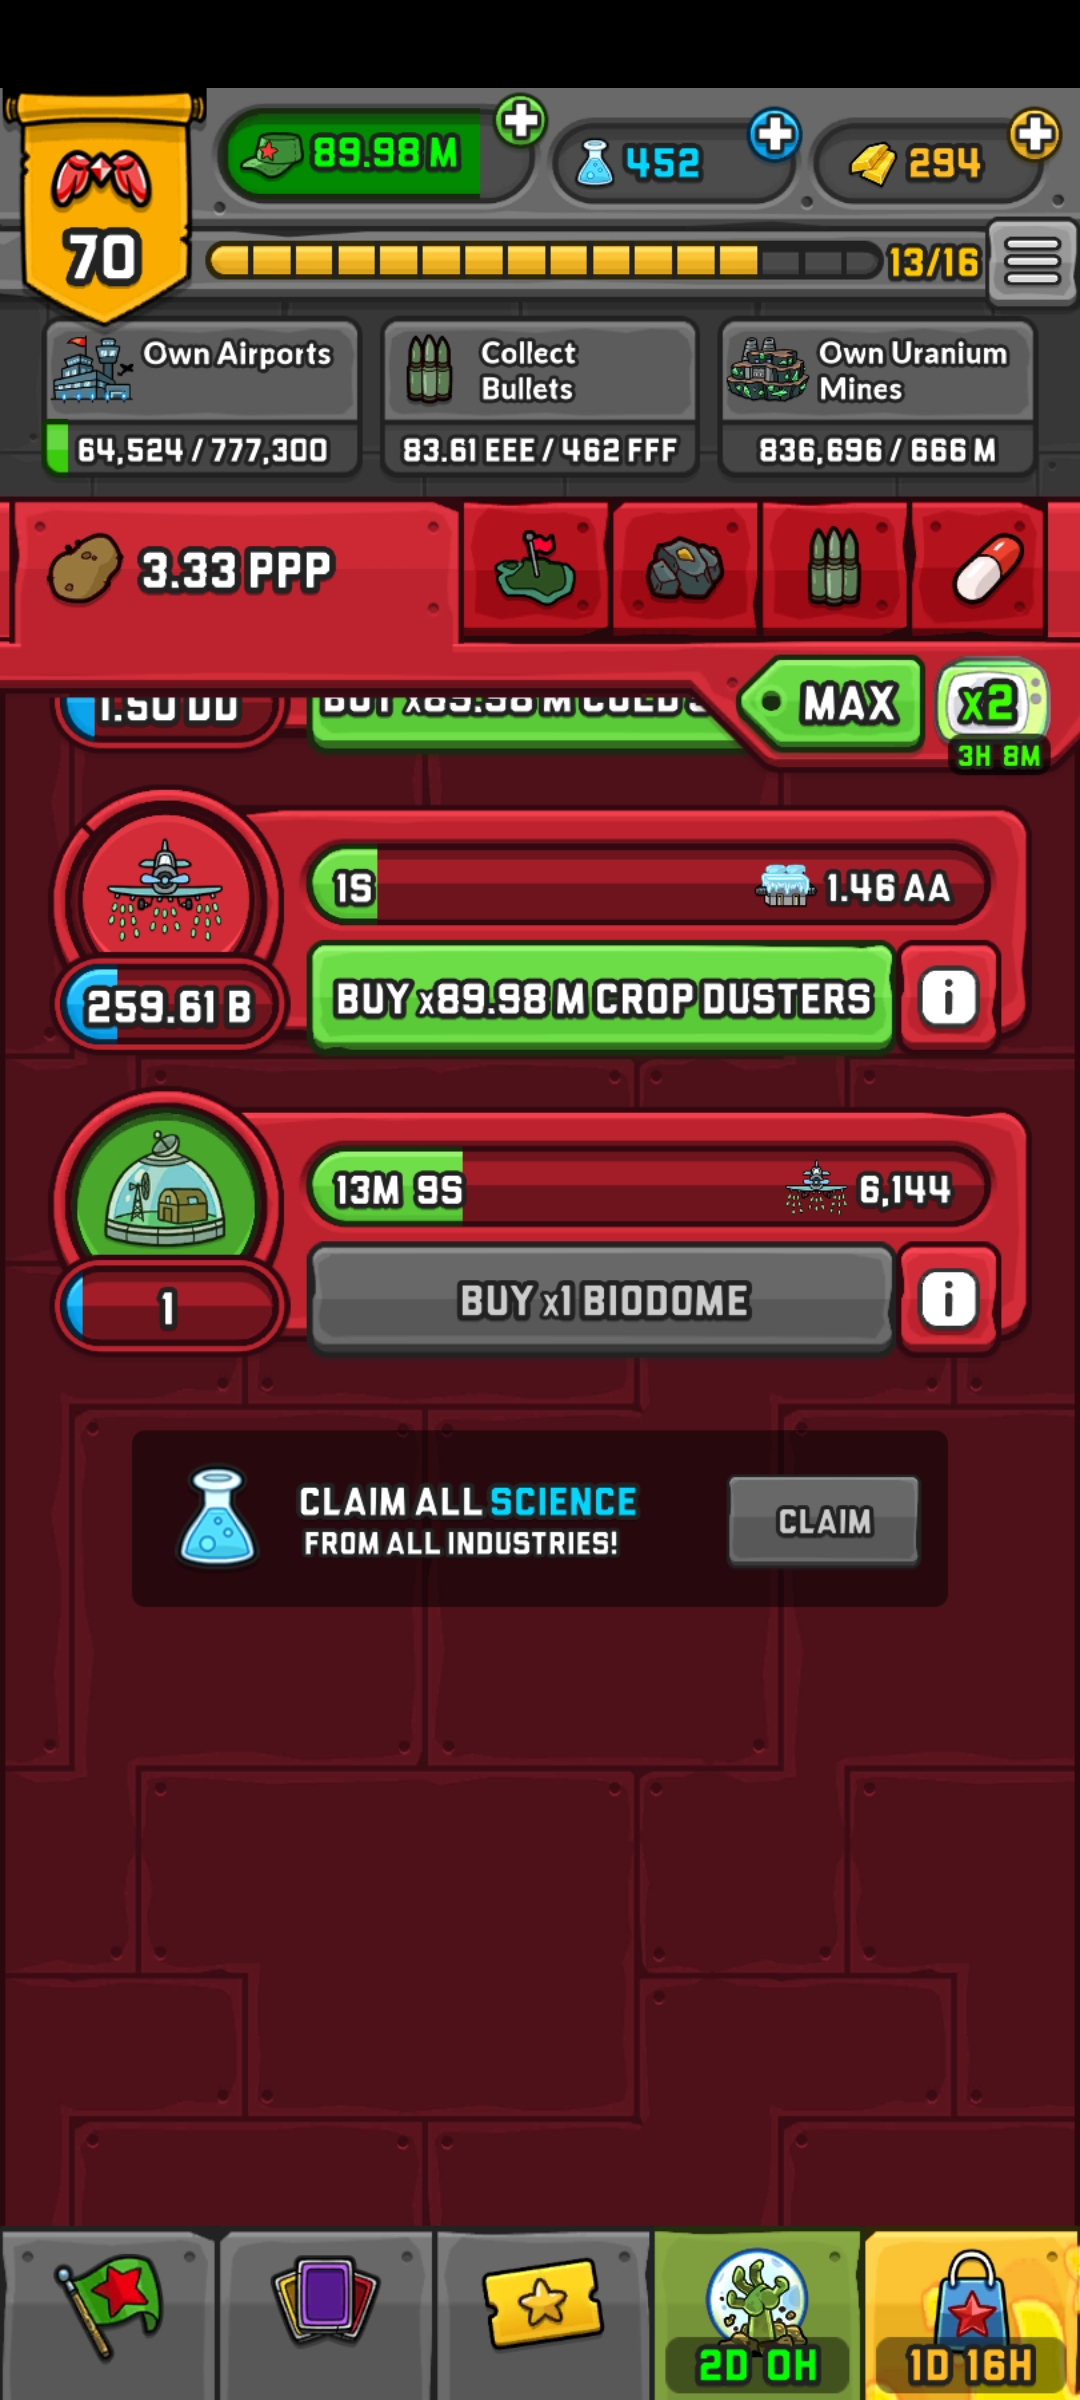 89.98 M
452
294
70
13/16
Own Airports
64,524 / 777,300
Collect
Bullets
83.61 EEE / 462 FFF
Own Uranium
Mines
836,696 / 666 M
3.33 PPP
MAX
x2
3H 8M
1S
1.46 AA
259.61 B
BUY x89.98 M CROP DUSTERS
i
13M 9S
6,144
1
BUY x1 BIODOME
i
CLAIM ALL SCIENCE
FROM ALL INDUSTRIES!
CLAIM
2D 0H
1D 16H